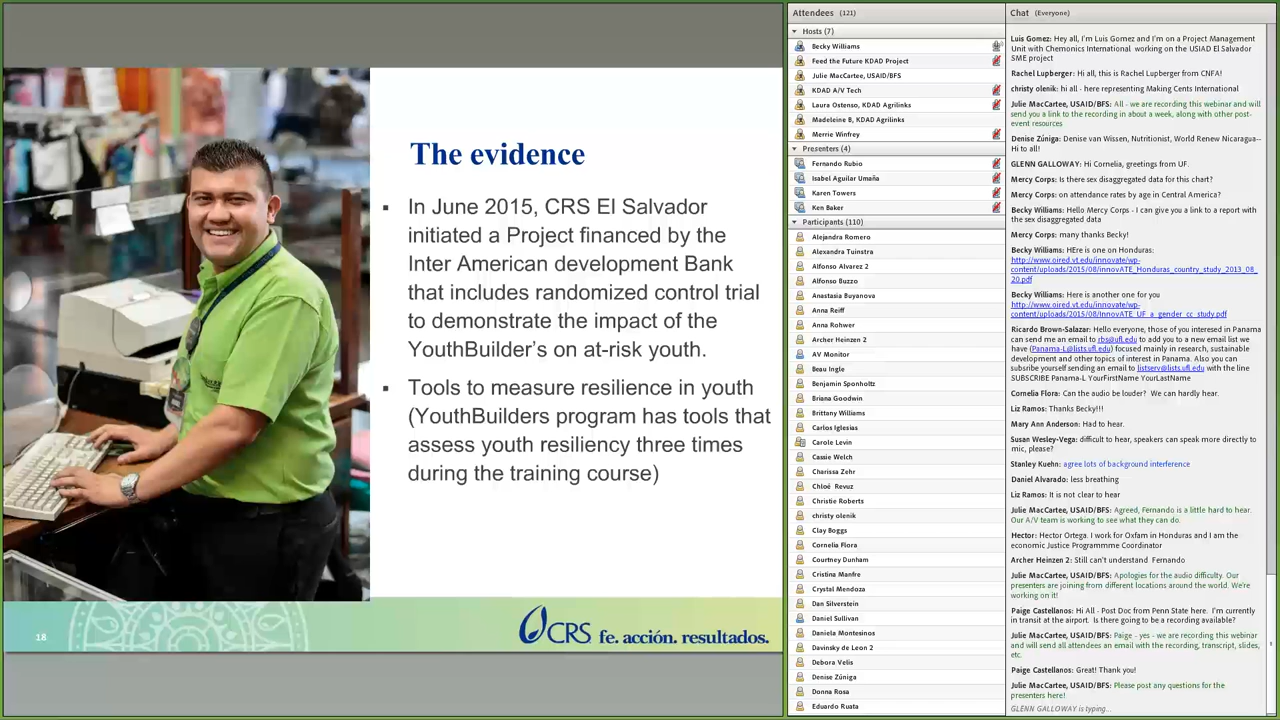 The evidence
▪ In June 2015, CRS El Salvador
initiated a Project financed by the
Inter American development Bank
that includes randomized control trial
to demonstrate the impact of the
YouthBuilder’s on at-risk youth.
▪ Tools to measure resilience in youth
(YouthBuilders program has tools that
assess youth resiliency three times
during the training course)
18
CRS fe. acción. resultados.
Attendees (121)
Hosts (7)
Becky Williams
Feed the Future KDAD Project
Julie MacCartee, USAID/BFS
KDAD A/V Tech
Laura Ostenso, KDAD Agrilinks
Madeleine B, KDAD Agrilinks
Merrie Winfrey
Presenters (4)
Fernando Rubio
Isabel Aguilar Umaña
Karen Towers
Ken Baker
Participants (110)
Alejandra Romero
Alexandra Tuinstra
Alfonso Alvarez 2
Alfonso Buzzo
Anastasia Buyanova
Anna Reiff
Anna Rohwer
Archer Heinzen 2
AV Monitor
Beau Ingle
Benjamin Sponholtz
Briana Goodwin
Brittany Williams
Carlos Iglesias
Carole Levin
Cassie Welch
Charissa Zehr
Chloé Revuz
Christie Roberts
christy olenik
Clay Boggs
Cornelia Flora
Courtney Dunham
Cristina Manfre
Crystal Mendoza
Dan Silverstein
Daniel Sullivan
Daniela Montesinos
Davinsky de Leon 2
Debora Velis
Denise Zúniga
Donna Rosa
Eduardo Ruata
Chat (Everyone)
Luis Gomez: Hey all, I'm Luis Gomez and I'm on a Project Management
Unit with Chemonics International working on the USIAD El Salvador
SME project
Rachel Lupberger: Hi all, this is Rachel Lupberger from CNFA!
christy olenik: hi all - here representing Making Cents International
Julie MacCartee, USAID/BFS: All - we are recording this webinar and will
send you a link to the recording in about a week, along with other post-
event resources
Denise Zúniga: Denise van Wissen, Nutritionist, World Renew Nicaragua--
Hi to all!
GLENN GALLOWAY: Hi Cornelia, greetings from UF.
Mercy Corps: Is there sex disaggregated data for this chart?
Mercy Corps: on attendance rates by age in Central America?
Becky Williams: Hello Mercy Corps - I can give you a link to a report with
the sex disaggregated data
Mercy Corps: many thanks Becky!
Becky Williams: HEre is one on Honduras:
http://www.oired.vt.edu/innovate/wp-
content/uploads/2015/08/innovATE_Honduras_country_study_2013_08_
20.pdf
Becky Williams: Here is another one for you
http://www.oired.vt.edu/innovate/wp-
content/uploads/2015/08/InnovATE_UF_a_gender_cc_study.pdf
Ricardo Brown-Salazar: Hello everyone, those of you interesed in Panama
can send me an email to rbs@ufl.edu to add you to a new email list we
have (Panama-L@lists.ufl.edu) focused mainly in research, sustainable
development and other topics of interest in Panama. Also you can
subsribe yourself sending an email to listserv@lists.ufl.edu with the line
SUBSCRIBE Panama-L YourFirstName YourLastName
Cornelia Flora: Can the audio be louder? We can hardly hear.
Liz Ramos: Thanks Becky!!!
Mary Ann Anderson: Had to hear.
Susan Wesley-Vega: difficult to hear, speakers can speak more directly to
mic, please?
Stanley Kuehn: agree lots of background interference
Daniel Alvarado: less breathing
Liz Ramos: It is not clear to hear
Julie MacCartee, USAID/BFS: Agreed, Fernando is a little hard to hear.
Our A/V team is working to see what they can do.
Hector: Hector Ortega. I work for Oxfam in Honduras and I am the
economic Justice Programmme Coordinator
Archer Heinzen 2: Still can't understand Fernando
Julie MacCartee, USAID/BFS: Apologies for the audio difficulty. Our
presenters are joining from different locations around the world. We're
working on it!
Paige Castellanos: Hi All - Post Doc from Penn State here. I'm currently
in transit at the airport. Is there going to be a recording available?
Julie MacCartee, USAID/BFS: Paige - yes - we are recording this webinar
and will send all attendees an email with the recording, transcript, slides,
etc.
Paige Castellanos: Great! Thank you!
Julie MacCartee, USAID/BFS: Please post any questions for the
presenters here!
GLENN GALLOWAY is typing...